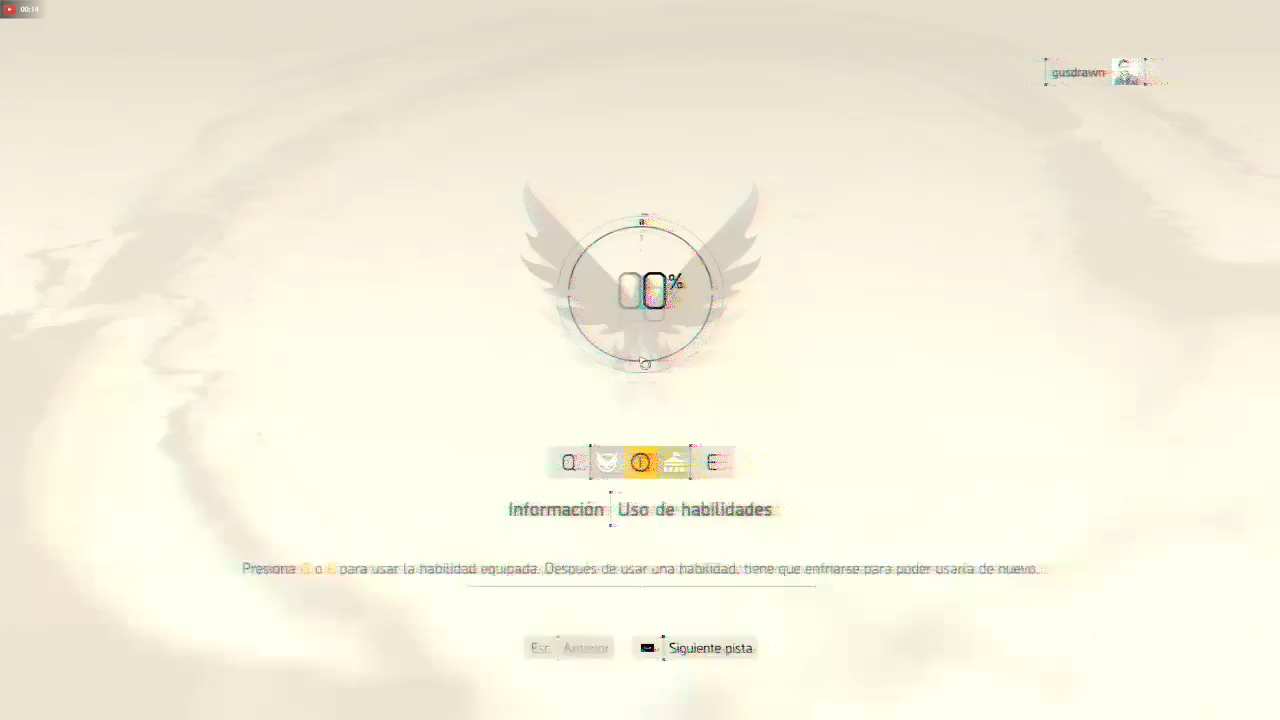 00:14
gusdrawn
00%
Q E
Información Uso de habilidades
Presiona Q o E para usar la habilidad equipada. Después de usar una habilidad, tiene que enfriarse para poder usarla de nuevo.
Esc Anterior Siguiente pista